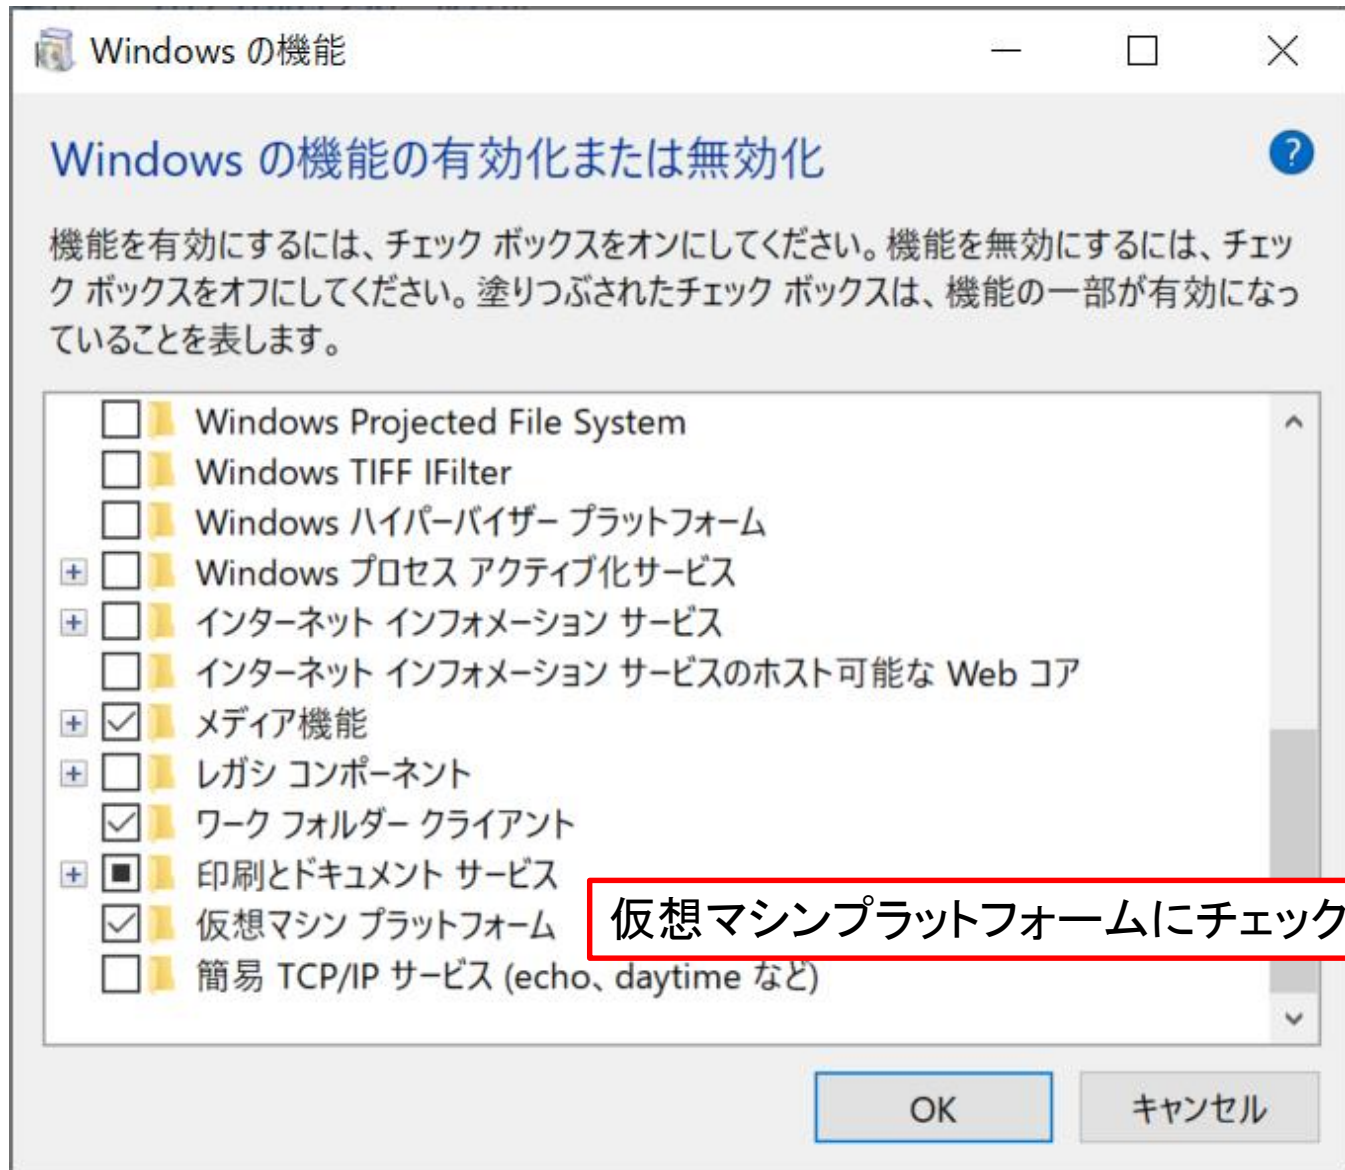 Windows の機能
Windows の機能の有効化または無効化
機能を有効にするには、チェック ボックスをオンにしてください。機能を無効にするには、チェッ
ク ボックスをオフにしてください。塗りつぶされたチェック ボックスは、機能の一部が有効になっ
ていることを表します。
Windows Projected File System
Windows TIFF IFilter
Windows ハイパーバイザー プラットフォーム
Windows プロセス アクティブ化サービス
インターネット インフォメーション サービス
インターネット インフォメーション サービスのホスト可能な Web コア
メディア機能
レガシ コンポーネント
ワーク フォルダー クライアント
印刷とドキュメント サービス
仮想マシン プラットフォーム
仮想マシンプラットフォームにチェック
簡易 TCP/IP サービス (echo、daytime など)
OK
キャンセル